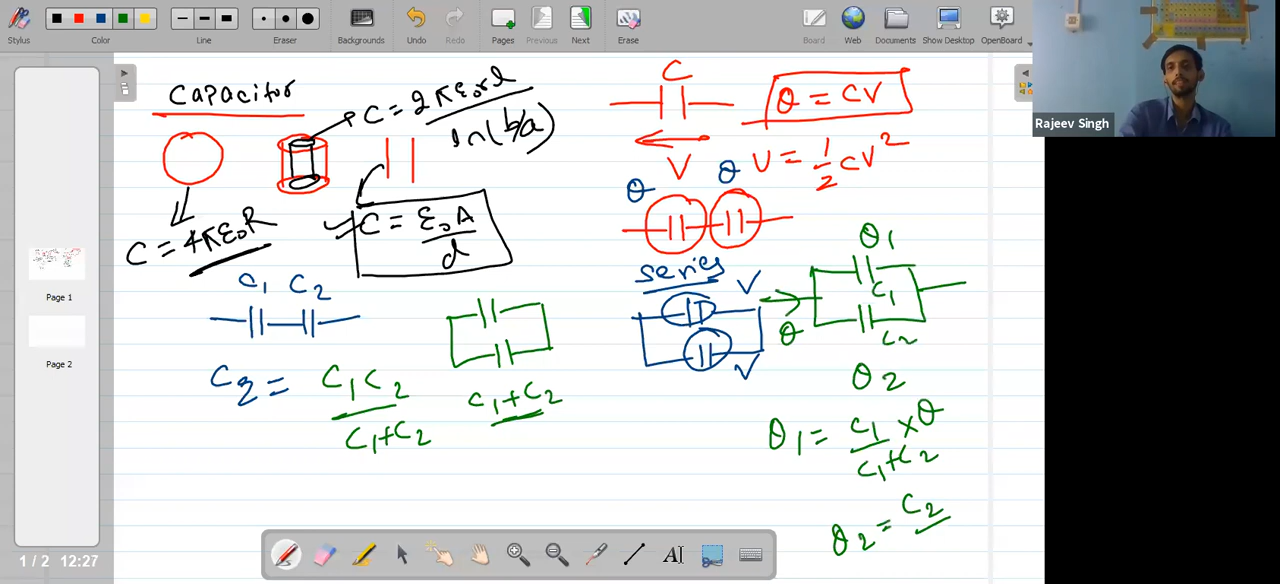 Stylus
Color
Line
Eraser
Backgrounds
Undo
Redo
Pages
Previous
Next
Erase
Board
Web
Documents
Show Desktop
OpenBoard
Rajeev Singh
Capacitor
C = 2πε₀rl / ln(b/a)
C = 4πε₀R
C = ε₀A / d
C
Q = CV
V
U = 1/2 CV²
Q
Q
series
V
V
C₁ C₂
C₁C₂ / C₁+C₂
C₁+C₂
Q1
C₁
C₂
Q
Q2
Q1 = C₁ / C₁+C₂ × Q
Q2 = C₂
Page 1
Page 2
1 / 2 12:27